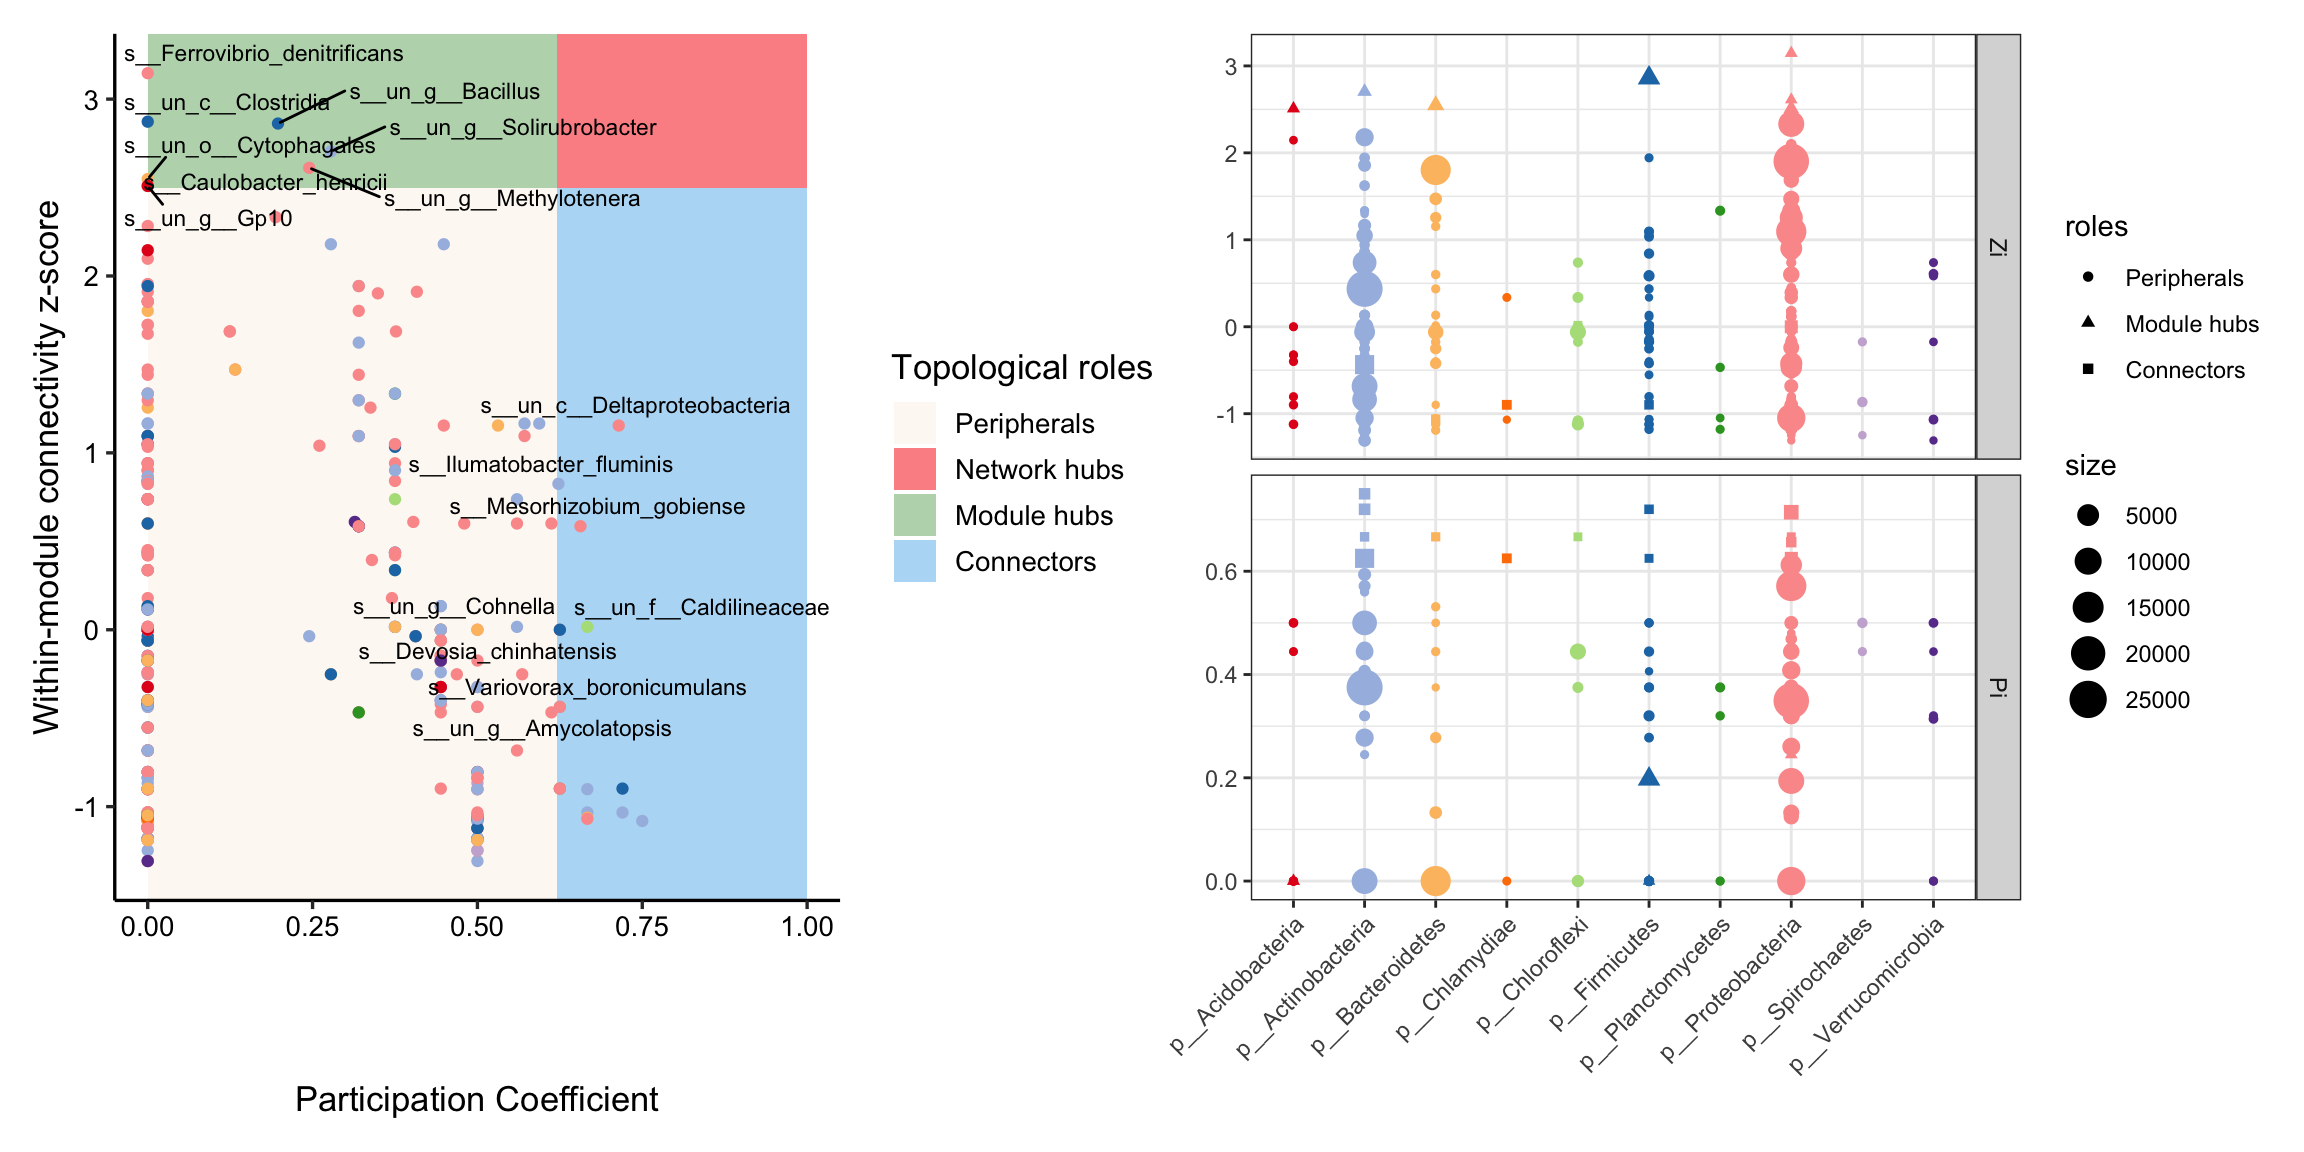 s__Ferrovibrio_denitrificans
s__un_g__Bacillus
s__un_c__Clostridia
s__un_g__Solirubrobacter
s__un_o__Cytophagales
s__Caulobacter_henricii
s__un_g__Methylotenera
s__un_g__Gp10
s__un_c__Deltaproteobacteria
s__Ilumatobacter_fluminis
s__Mesorhizobium_gobiense
s__un_g__Cohnella
s__un_f__Caldilineaceae
s__Devosia_chinhatensis
s__Variovorax_boronicumulans
s__un_g__Amycolatopsis
3
2
1
0
-1
Within-module connectivity z-score
0.00
0.25
0.50
0.75
1.00
Participation Coefficient
Topological roles
Peripherals
Network hubs
Module hubs
Connectors
3
2
1
0
-1
Zi
0.6
0.4
0.2
0.0
Pi
p__Acidobacteria
p__Actinobacteria
p__Bacteroidetes
p__Chlamydiae
p__Chloroflexi
p__Firmicutes
p__Planctomycetes
p__Proteobacteria
p__Spirochaetes
p__Verrucomicrobia
roles
Peripherals
Module hubs
Connectors
size
5000
10000
15000
20000
25000